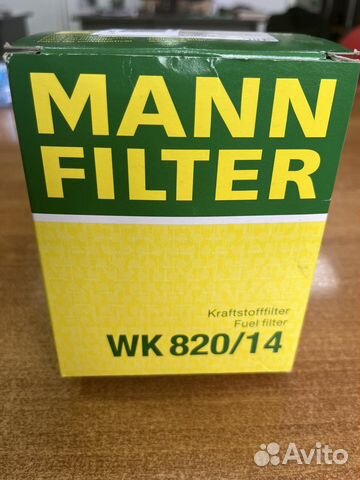 MANN
FILTER
Kraftstofffilter
Fuel filter
WK 820/14
Avito